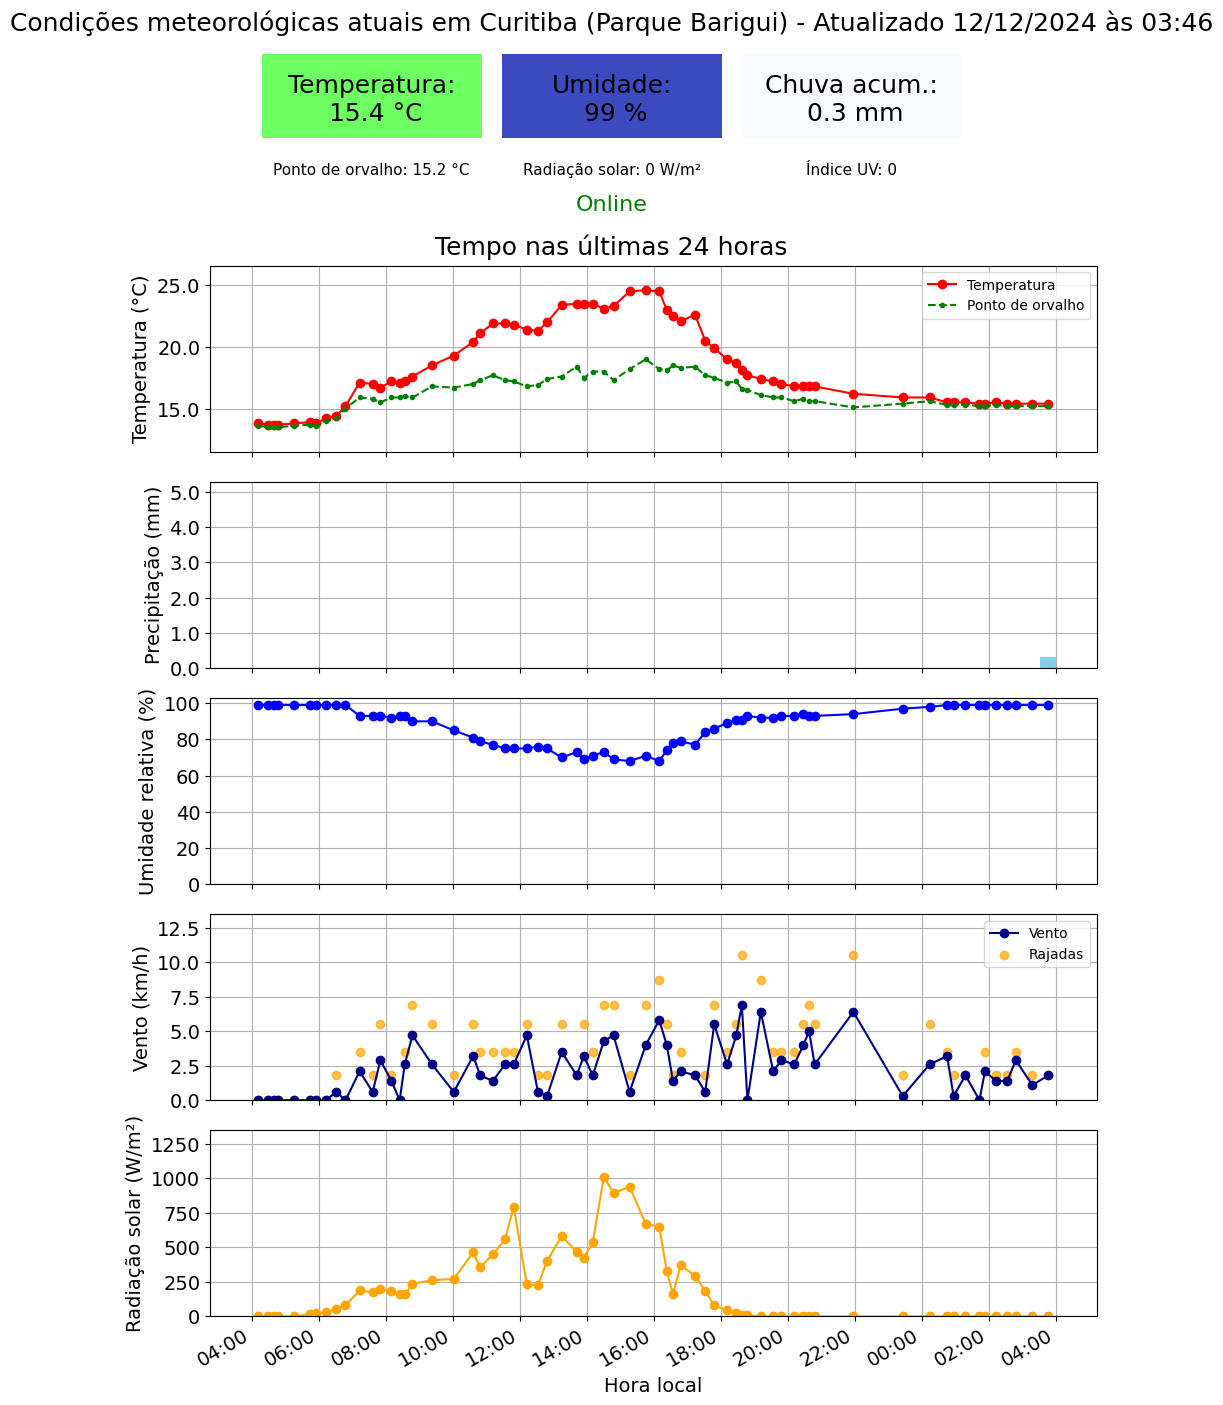 Condições meteorológicas atuais em Curitiba (Parque Barigui) - Atualizado 12/12/2024 às 03:46
Temperatura:
15.4 °C
Umidade:
99 %
Chuva acum.:
0.3 mm
Ponto de orvalho: 15.2 °C
Radiação solar: 0 W/m²
Índice UV: 0
Online
Tempo nas últimas 24 horas
Temperatura (°C)
25.0
20.0
15.0
Temperatura
Ponto de orvalho
Precipitação (mm)
5.0
4.0
3.0
2.0
1.0
0.0
Umidade relativa (%)
100
80
60
40
20
0
Vento (km/h)
12.5
10.0
7.5
5.0
2.5
0.0
Vento
Rajadas
Radiação solar (W/m²)
1250
1000
750
500
250
0
04:00
06:00
08:00
10:00
12:00
14:00
16:00
18:00
20:00
22:00
00:00
02:00
04:00
Hora local